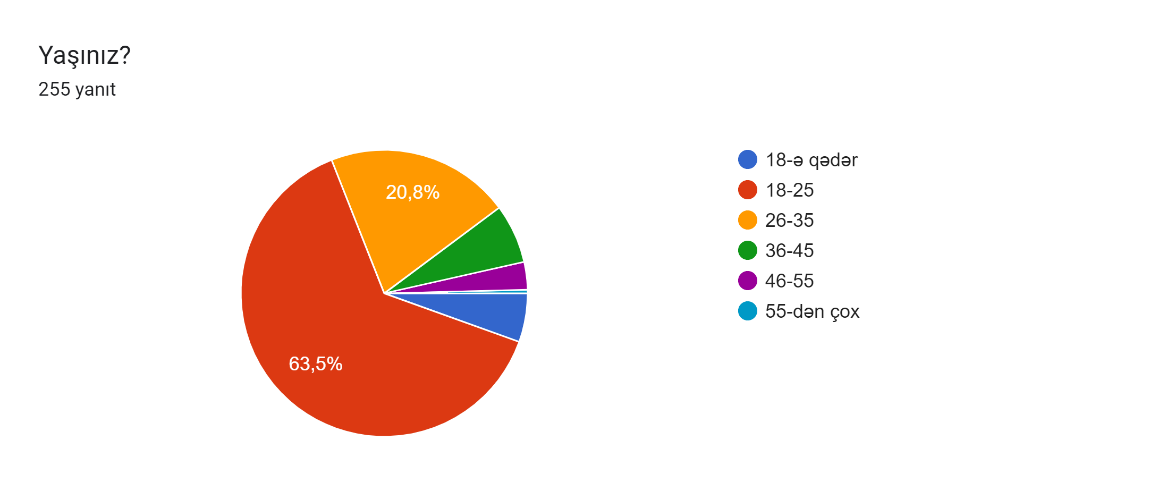 Yaşınız?
255 yanıt
20,8%
63,5%
18-ə qədər
18-25
26-35
36-45
46-55
55-dən çox